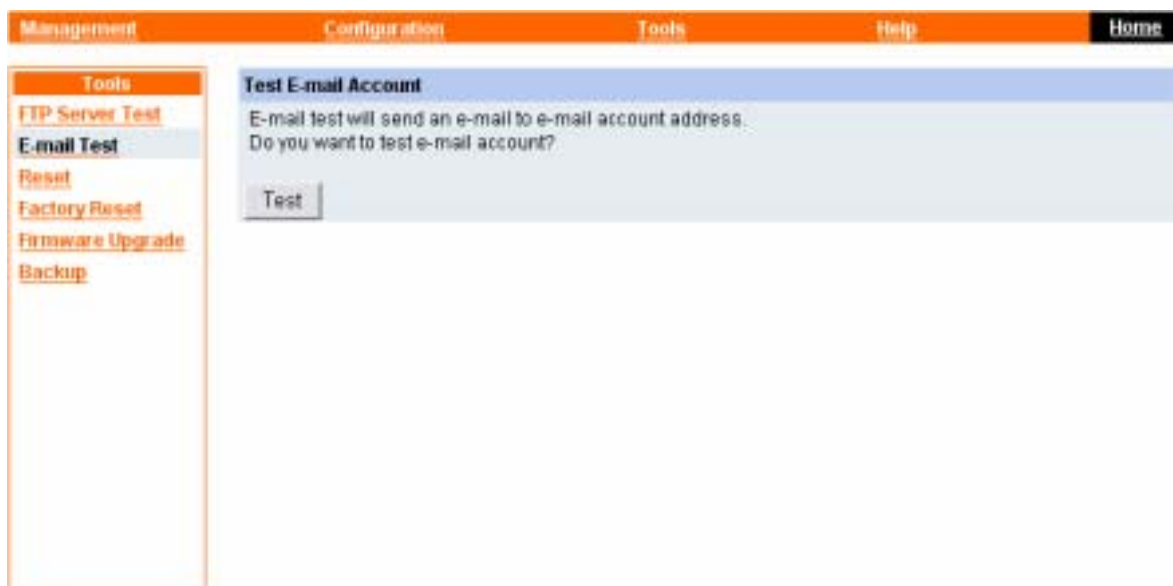 Management Configuration Tools Help Home
Tools
FTP Server Test
E-mail Test
Reset
Factory Reset
Firmware Upgrade
Backup
Test E-mail Account
E-mail test will send an e-mail to e-mail account address.
Do you want to test e-mail account?
Test